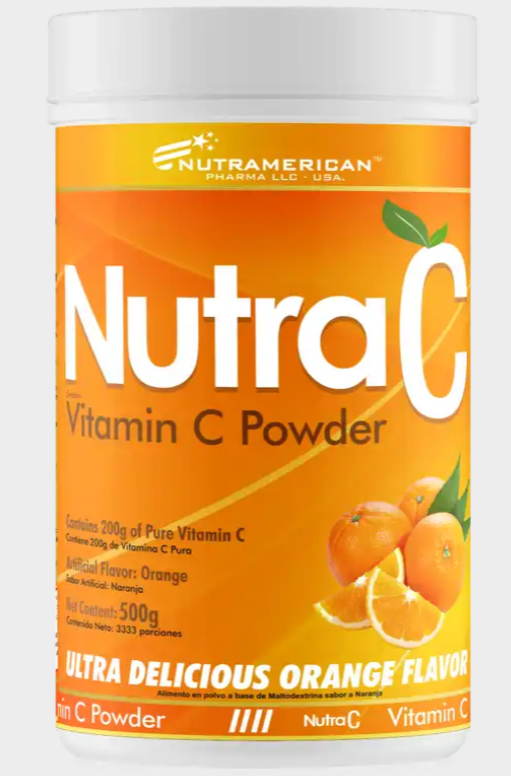 NUTRAMERICAN™
PHARMA LLC - USA.
Nutra C
Vitamin C Powder
Contains 200g of Pure Vitamin C
Contiene 200g de Vitamina C Pura
Artificial Flavor: Orange
Sabor Artificial: Naranja
Net Content: 500g
Contenido Neto: 3333 porciones
ULTRA DELICIOUS ORANGE FLAVOR
Alimento en polvo a base de Maltodextrina sabor a Naranja
min C Powder //// Nutra C Vitamin C